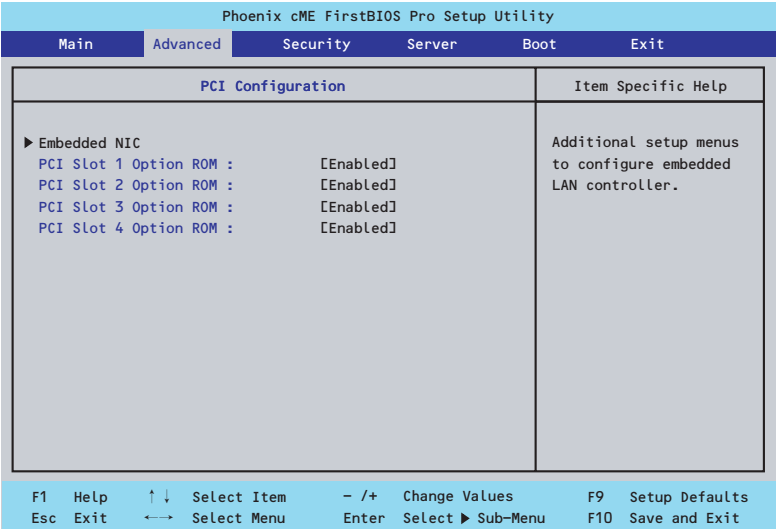 Phoenix cME FirstBIOS Pro Setup Utility
Main Advanced Security Server Boot Exit
PCI Configuration
Item Specific Help
▶ Embedded NIC
PCI Slot 1 Option ROM : [Enabled]
PCI Slot 2 Option ROM : [Enabled]
PCI Slot 3 Option ROM : [Enabled]
PCI Slot 4 Option ROM : [Enabled]
Additional setup menus
to configure embedded
LAN controller.
F1 Help ↑↓ Select Item - /+ Change Values F9 Setup Defaults
Esc Exit ←→ Select Menu Enter Select ▶ Sub-Menu F10 Save and Exit